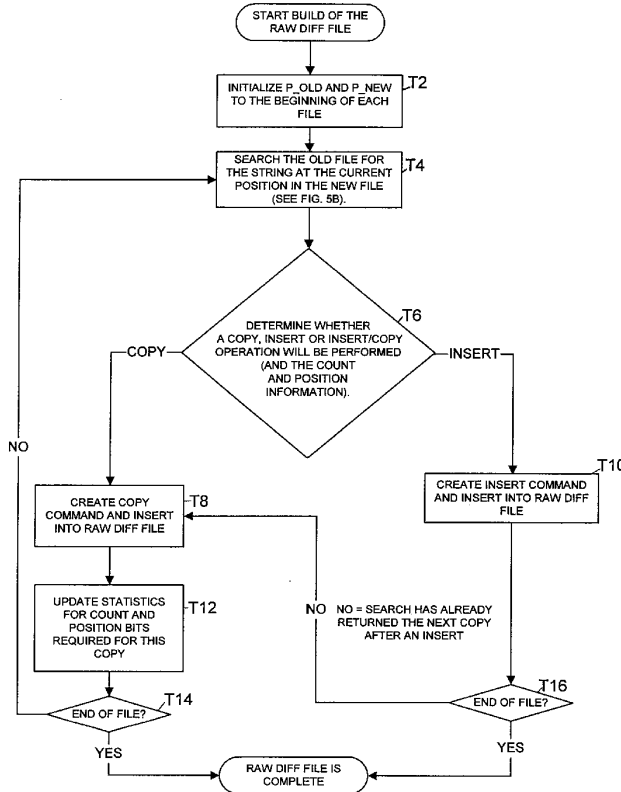 START BUILD OF THE
RAW DIFF FILE
INITIALIZE P_OLD AND P_NEW
TO THE BEGINNING OF EACH
FILE
T2
SEARCH THE OLD FILE FOR
THE STRING AT THE CURRENT
POSITION IN THE NEW FILE
(SEE FIG. 5B).
T4
T6
DETERMINE WHETHER
A COPY, INSERT OR INSERT/COPY
OPERATION WILL BE PERFORMED
(AND THE COUNT
AND POSITION
INFORMATION).
COPY
INSERT
NO
T10
CREATE INSERT COMMAND
AND INSERT INTO RAW DIFF
FILE
T8
CREATE COPY
COMMAND AND INSERT
INTO RAW DIFF FILE
T12
UPDATE STATISTICS
FOR COUNT AND
POSITION BITS
REQUIRED FOR THIS
COPY
NO
NO = SEARCH HAS ALREADY
RETURNED THE NEXT COPY
AFTER AN INSERT
T14
END OF FILE?
T16
END OF FILE?
YES
YES
RAW DIFF FILE IS
COMPLETE